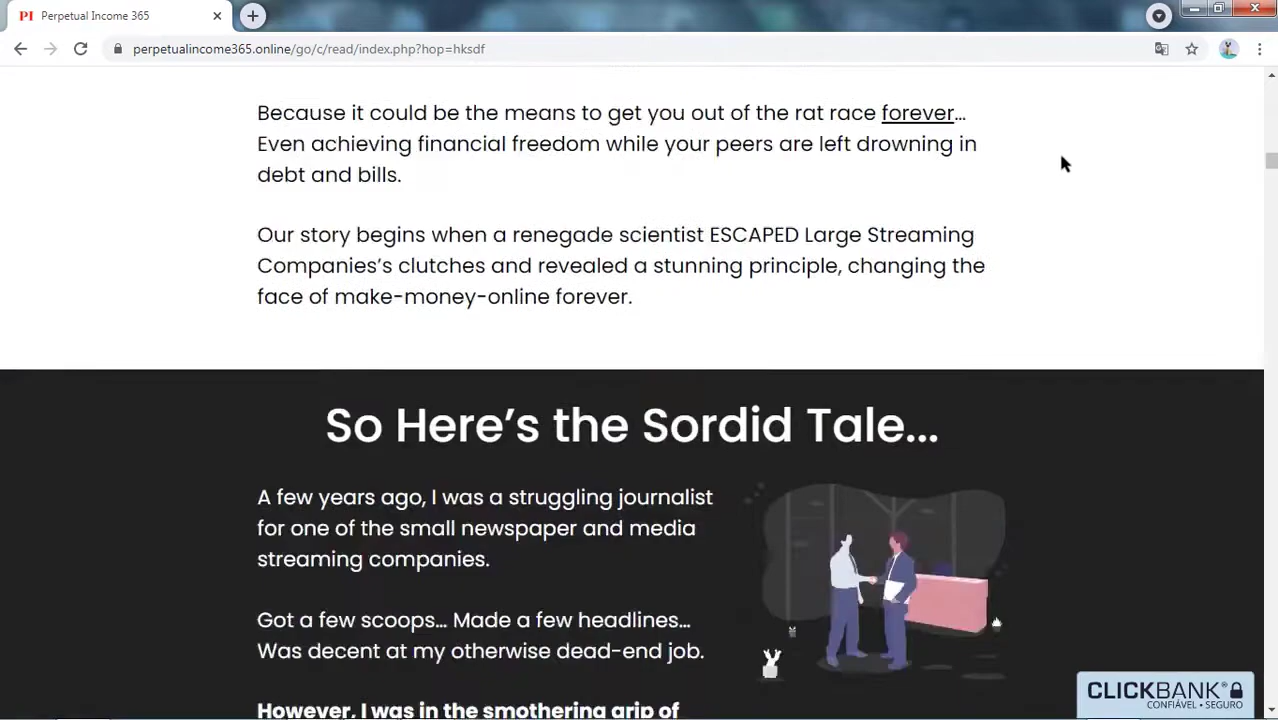 Perpetual Income 365
perpetualincome365.online/go/c/read/index.php?hop=hksdf
Because it could be the means to get you out of the rat race forever...
Even achieving financial freedom while your peers are left drowning in
debt and bills.
Our story begins when a renegade scientist ESCAPED Large Streaming
Companies's clutches and revealed a stunning principle, changing the
face of make-money-online forever.
So Here's the Sordid Tale...
A few years ago, I was a struggling journalist
for one of the small newspaper and media
streaming companies.
Got a few scoops... Made a few headlines...
Was decent at my otherwise dead-end job.
However, I was in the smothering grip of
CLICKBANK®
CONFIÁVEL • SEGURO